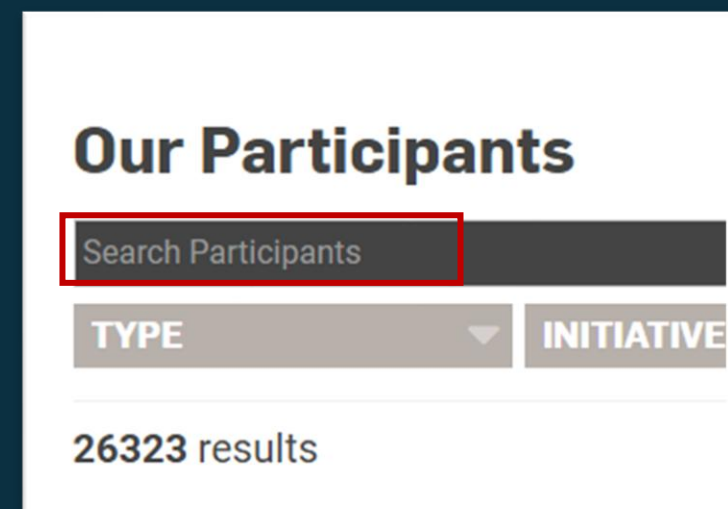 Our Participants
Search Participants
TYPE INITIATIVE
26323 results